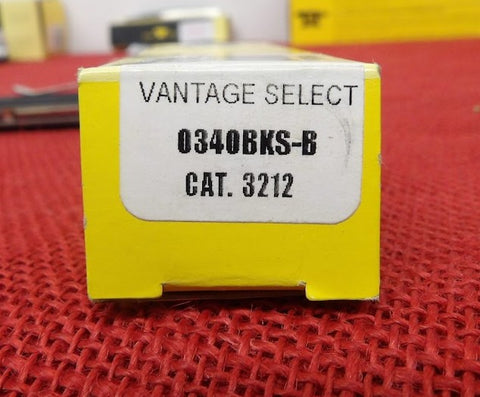 VANTAGE SELECT
0340BKS-B
CAT. 3212